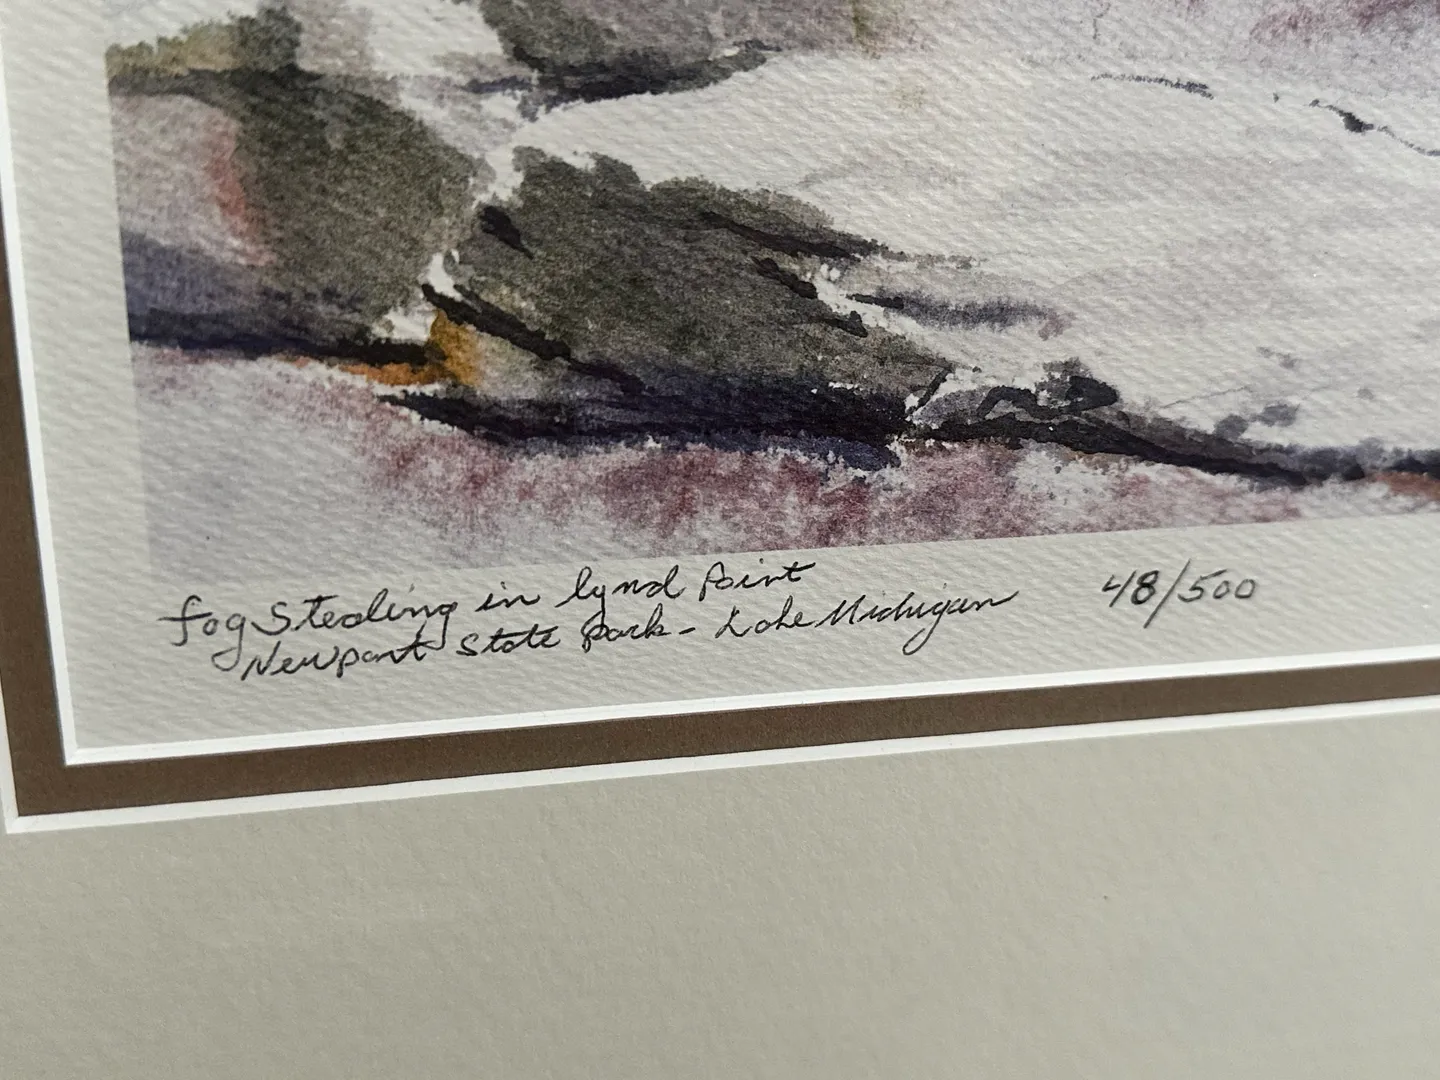 fog Stealing in lynd Point
Newport State Park - Lake Michigan
48/500